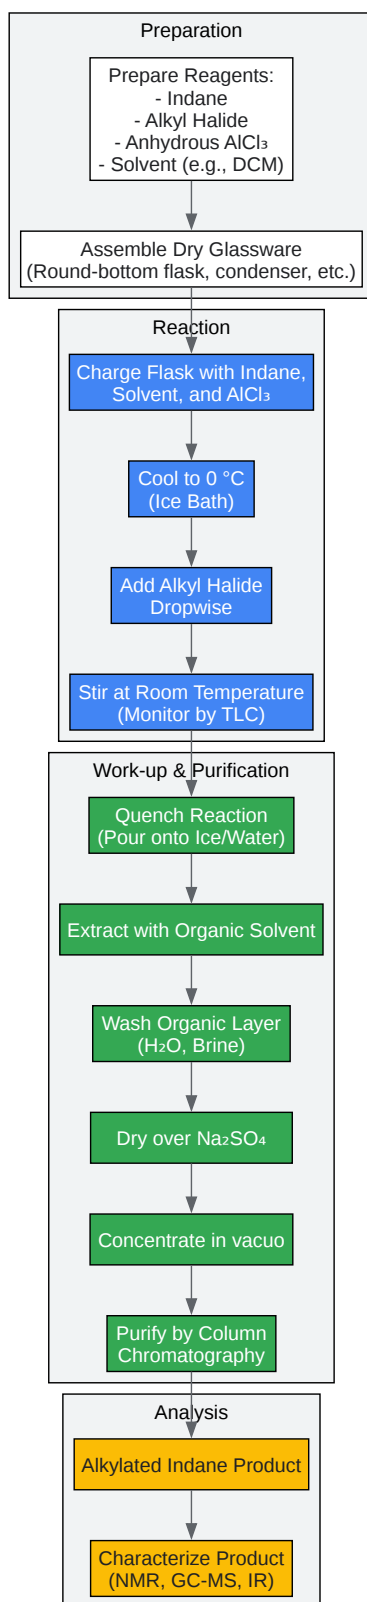 Preparation
Prepare Reagents:
- Indane
- Alkyl Halide
- Anhydrous AlCl₃
- Solvent (e.g., DCM)
Assemble Dry Glassware
(Round-bottom flask, condenser, etc.)
Reaction
Charge Flask with Indane,
Solvent, and AlCl₃
Cool to 0 °C
(Ice Bath)
Add Alkyl Halide
Dropwise
Stir at Room Temperature
(Monitor by TLC)
Work-up & Purification
Quench Reaction
(Pour onto Ice/Water)
Extract with Organic Solvent
Wash Organic Layer
(H₂O, Brine)
Dry over Na₂SO₄
Concentrate in vacuo
Purify by Column
Chromatography
Analysis
Alkylated Indane Product
Characterize Product
(NMR, GC-MS, IR)